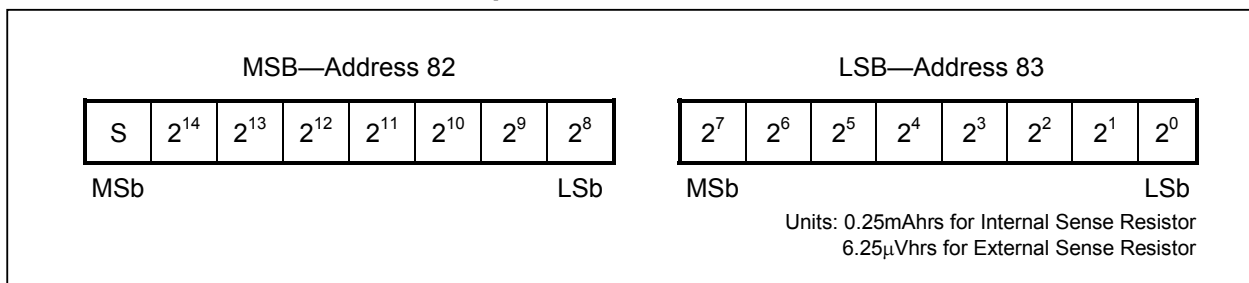 MSB—Address 82
S 2^14 2^13 2^12 2^11 2^10 2^9 2^8
MSb LSb
LSB—Address 83
2^7 2^6 2^5 2^4 2^3 2^2 2^1 2^0
MSb LSb
Units: 0.25mAhrs for Internal Sense Resistor
6.25μVhrs for External Sense Resistor